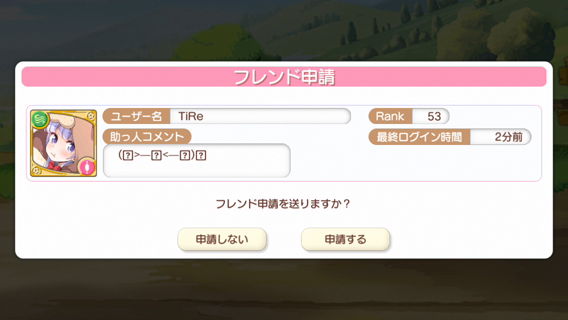 フレンド申請
ユーザー名 TiRe Rank 53
助っ人コメント 最終ログイン時間 2分前
(?>—?<—?)?
フレンド申請を送りますか？
申請しない 申請する